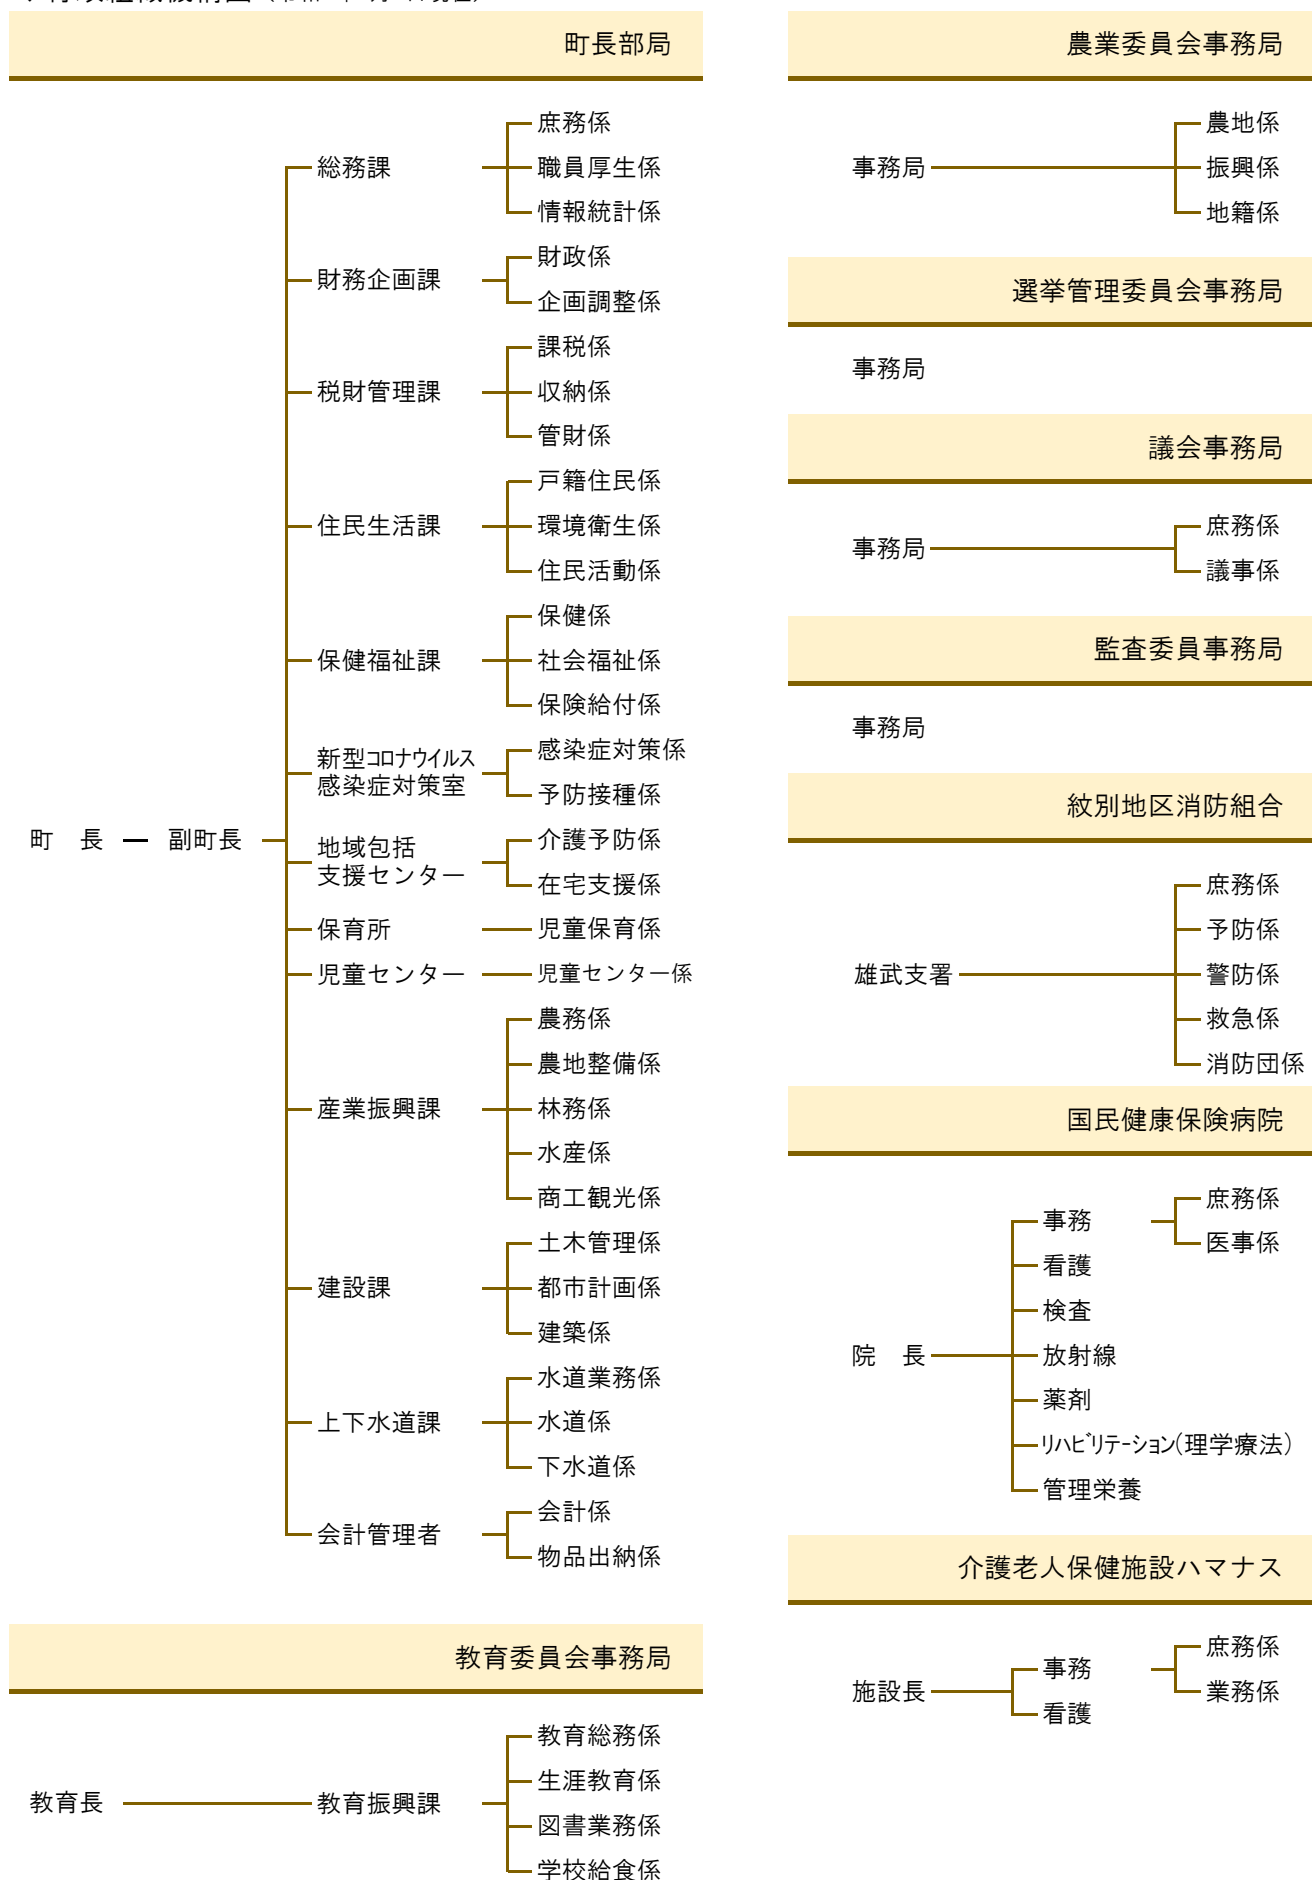 町長部局
町　長
副町長
総務課
庶務係
職員厚生係
情報統計係
財務企画課
財政係
企画調整係
税財管理課
課税係
収納係
管財係
住民生活課
戸籍住民係
環境衛生係
住民活動係
保健福祉課
保健係
社会福祉係
保険給付係
新型コロナウイルス
感染症対策室
感染症対策係
予防接種係
地域包括
支援センター
介護予防係
在宅支援係
保育所
児童保育係
児童センター
児童センター係
産業振興課
農務係
農地整備係
林務係
水産係
商工観光係
建設課
土木管理係
都市計画係
建築係
上下水道課
水道業務係
水道係
下水道係
会計管理者
会計係
物品出納係
教育委員会事務局
教育長
教育振興課
教育総務係
生涯教育係
図書業務係
学校給食係
農業委員会事務局
事務局
農地係
振興係
地籍係
選挙管理委員会事務局
事務局
議会事務局
事務局
庶務係
議事係
監査委員事務局
事務局
紋別地区消防組合
雄武支署
庶務係
予防係
警防係
救急係
消防団係
国民健康保険病院
院　長
事務
庶務係
医事係
看護
検査
放射線
薬剤
リハビリテーション(理学療法)
管理栄養
介護老人保健施設ハマナス
施設長
事務
庶務係
業務係
看護